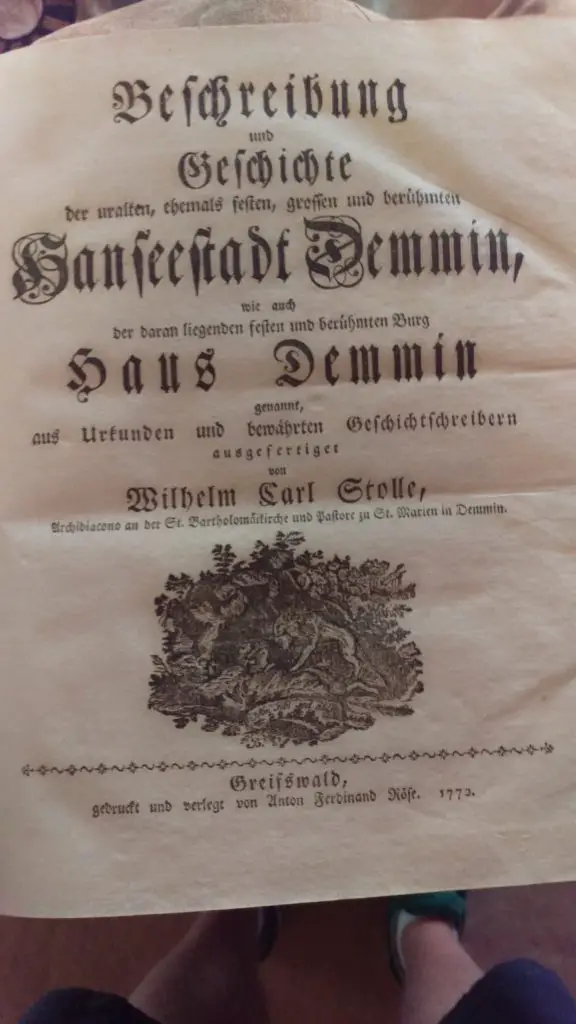 Beſchreibung
und
Geſchichte
der uralten, ehemals feſten, groſſen und berühmten
Hanſeeſtadt Demmin,
wie auch
der daran liegenden feſten und berühmten Burg
Haus Demmin
genannt,
aus Urkunden und bewährten Geſchichtſchreibern
ausgefertiget
von
Wilhelm Carl Stolle,
Archidiacono an der St. Bartholomäikirche und Paſtore zu St. Marien in Demmin.
Greifswald,
gedruckt und verlegt von Anton Ferdinand Röſe. 1772.